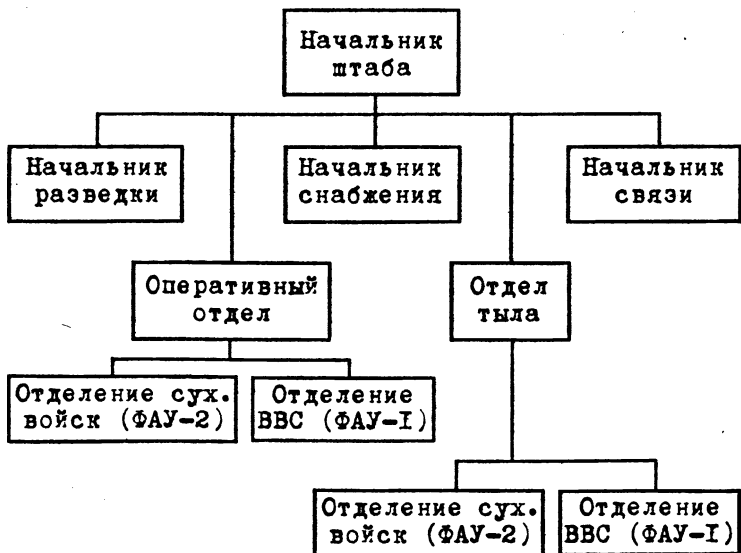 Начальник
штаба
Начальник
разведки
Начальник
снабжения
Начальник
связи
Оперативный
отдел
Отдел
тыла
Отделение сух.
войск (ФАУ-2)
Отделение
ВВС (ФАУ-I)
Отделение сух.
войск (ФАУ-2)
Отделение
ВВС (ФАУ-I)